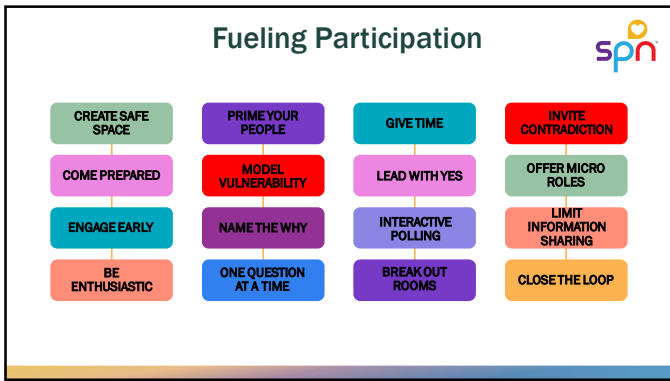 Fueling Participation
spn
CREATE SAFE
SPACE
COME PREPARED
ENGAGE EARLY
BE
ENTHUSIASTIC
PRIME YOUR
PEOPLE
MODEL
VULNERABILITY
NAME THE WHY
ONE QUESTION
AT A TIME
GIVE TIME
LEAD WITH YES
INTERACTIVE
POLLING
BREAK OUT
ROOMS
INVITE
CONTRADICTION
OFFER MICRO
ROLES
LIMIT
INFORMATION
SHARING
CLOSE THE LOOP